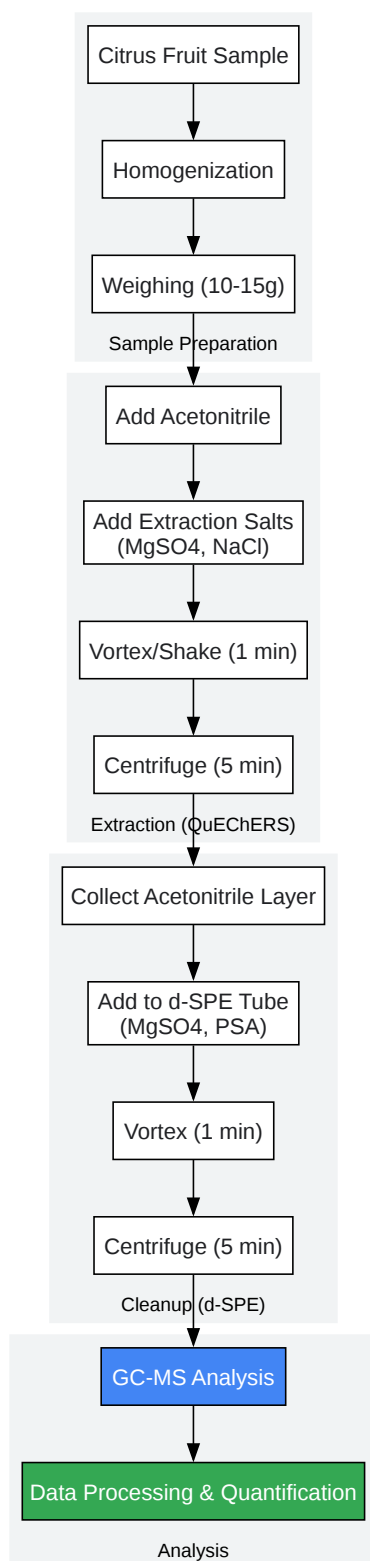 Citrus Fruit Sample
Homogenization
Weighing (10-15g)
Sample Preparation
Add Acetonitrile
Add Extraction Salts
(MgSO4, NaCl)
Vortex/Shake (1 min)
Centrifuge (5 min)
Extraction (QuEChERS)
Collect Acetonitrile Layer
Add to d-SPE Tube
(MgSO4, PSA)
Vortex (1 min)
Centrifuge (5 min)
Cleanup (d-SPE)
GC-MS Analysis
Data Processing & Quantification
Analysis